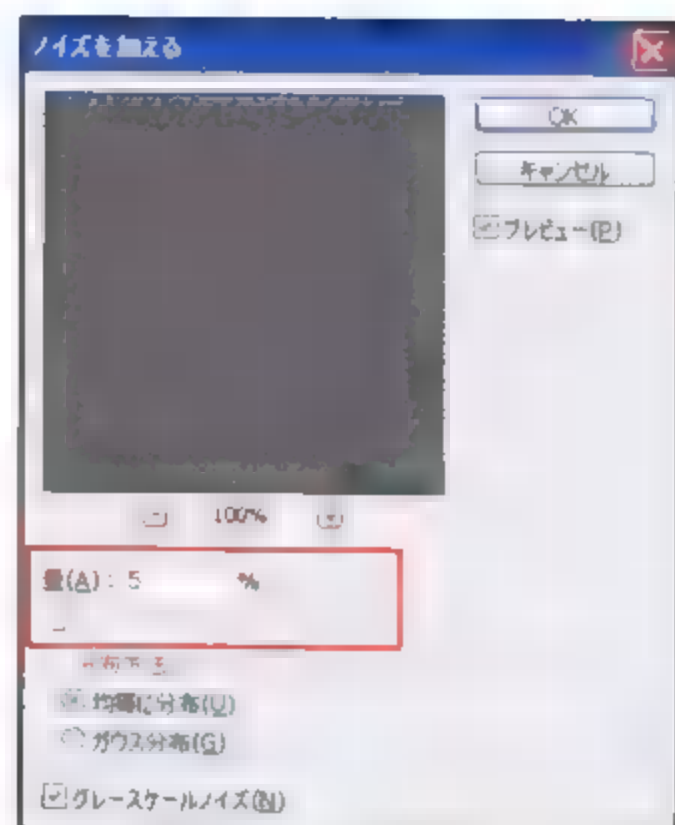 ノイズを加える
OK
キャンセル
プレビュー(P)
100%
量(A): 5 %
均等に分布(U)
ガウス分布(G)
グレースケールノイズ(N)